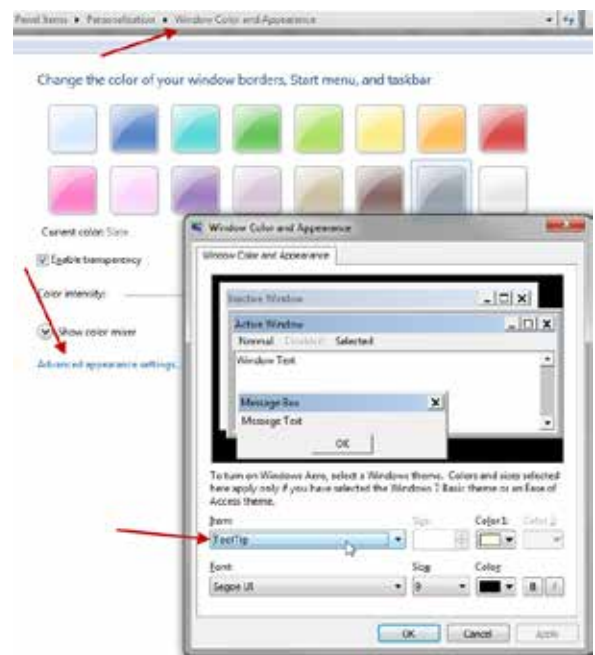 Panel Items ▸ Personalization ▸ Window Color and Appearance
Change the color of your window borders, Start menu, and taskbar
Current color: Slate
Enable transparency
Color intensity:
Show color mixer
Advanced appearance settings...
Window Color and Appearance
Window Color and Appearance
Inactive Window
Active Window
Normal Disabled Selected
Window Text
Message Box
Message Text
OK
To turn on Windows Aero, select a Windows theme. Colors and sizes selected
here apply only if you have selected the Windows 7 Basic theme or an Ease of
Access theme.
Item: Size: Color 1: Color 2:
ToolTip
Font: Size: Color:
Segoe UI 9 B I
OK Cancel Apply